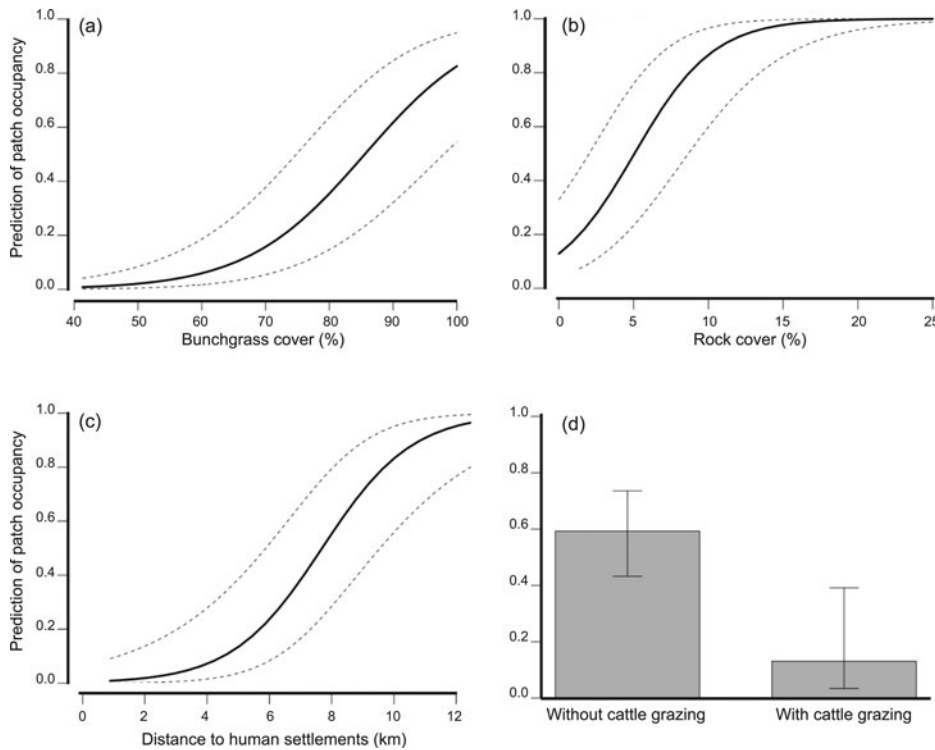 (a)
Prediction of patch occupancy
1.0
0.8
0.6
0.4
0.2
0.0
40 50 60 70 80 90 100
Bunchgrass cover (%)
(b)
1.0
0.8
0.6
0.4
0.2
0.0
0 5 10 15 20 25
Rock cover (%)
(c)
Prediction of patch occupancy
1.0
0.8
0.6
0.4
0.2
0.0
0 2 4 6 8 10 12
Distance to human settlements (km)
(d)
1.0
0.8
0.6
0.4
0.2
0.0
Without cattle grazing With cattle grazing